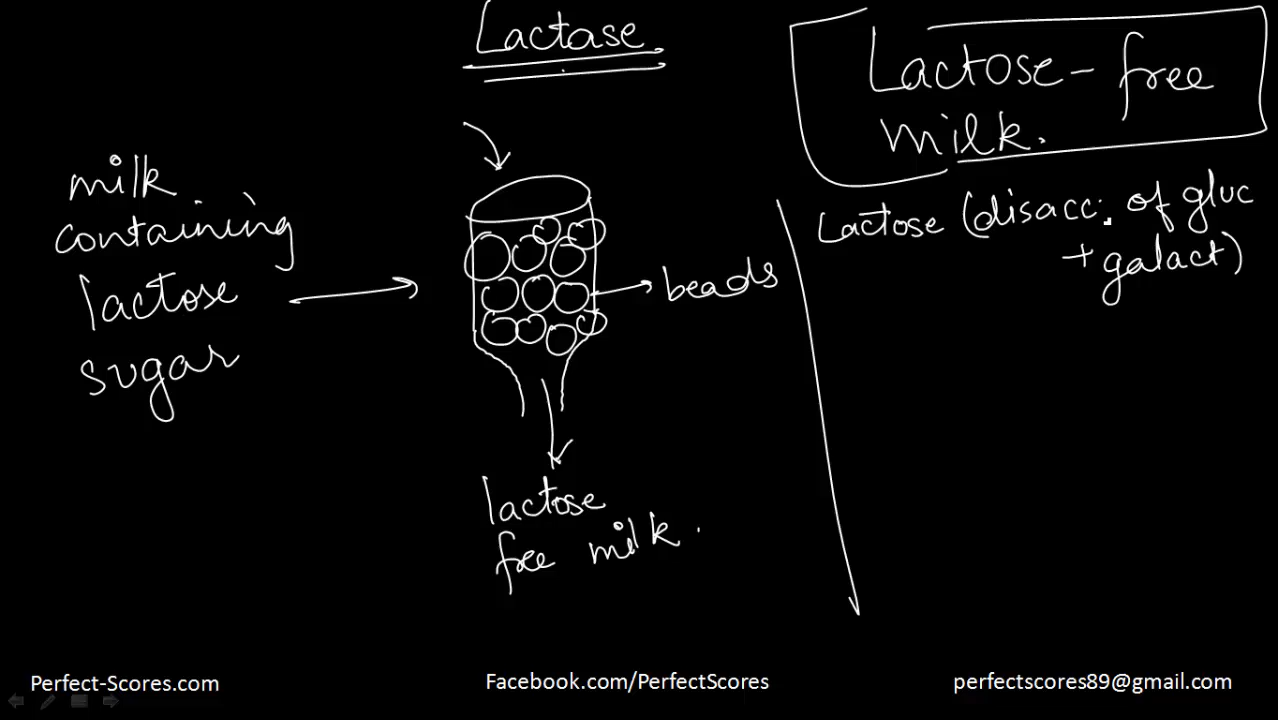 Lactase
Lactose-free
milk.
milk
containing
lactose
sugar
beads
lactose
free milk.
Lactose (disacc. of gluc
+ galact)
Perfect-Scores.com
Facebook.com/PerfectScores
perfectscores89@gmail.com